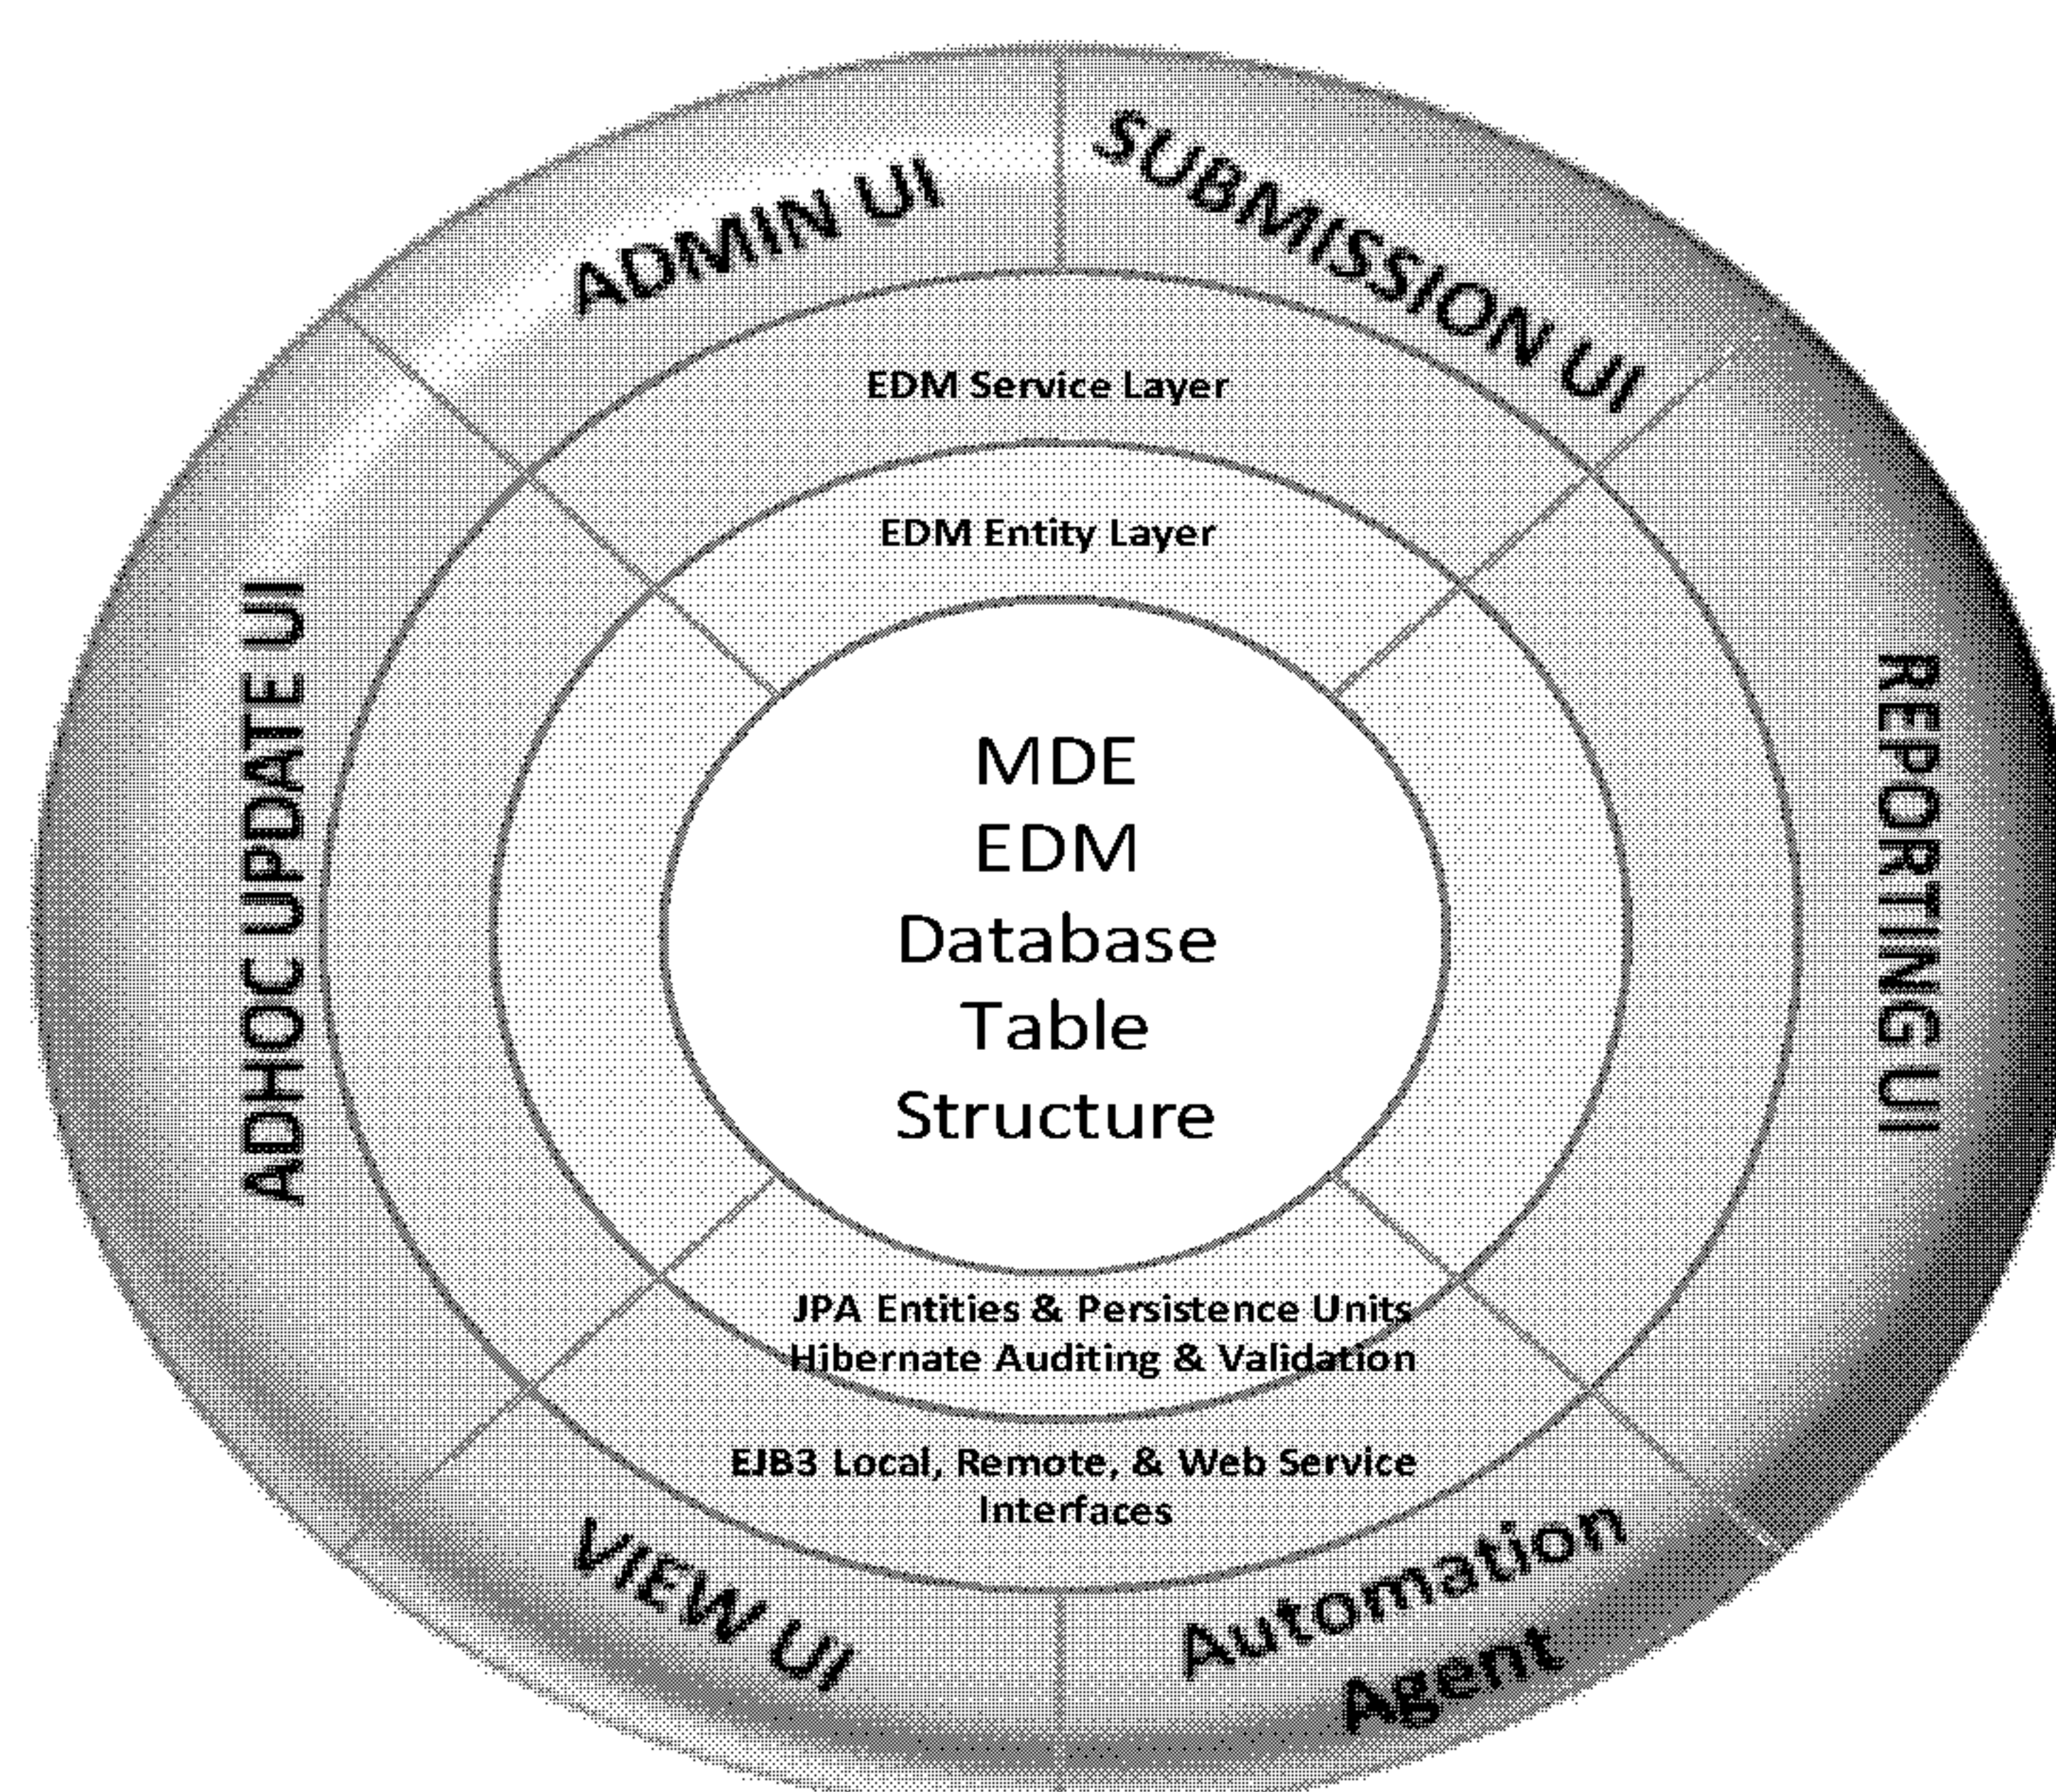 ADMIN UI
SUBMISSION UI
EDM Service Layer
EDM Entity Layer
ADHOC UPDATE UI
MDE
EDM
Database
Table
Structure
REPORTING UI
JPA Entities & Persistence Units
Hibernate Auditing & Validation
EJB3 Local, Remote, & Web Service
Interfaces
VIEW UI
Automation
Agent